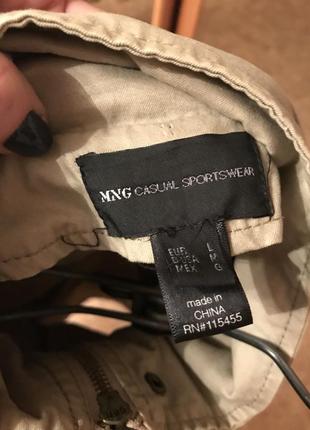 MNG CASUAL SPORTSWEAR
EUR L
USA M
MEX G
made in
CHINA
RN#115455